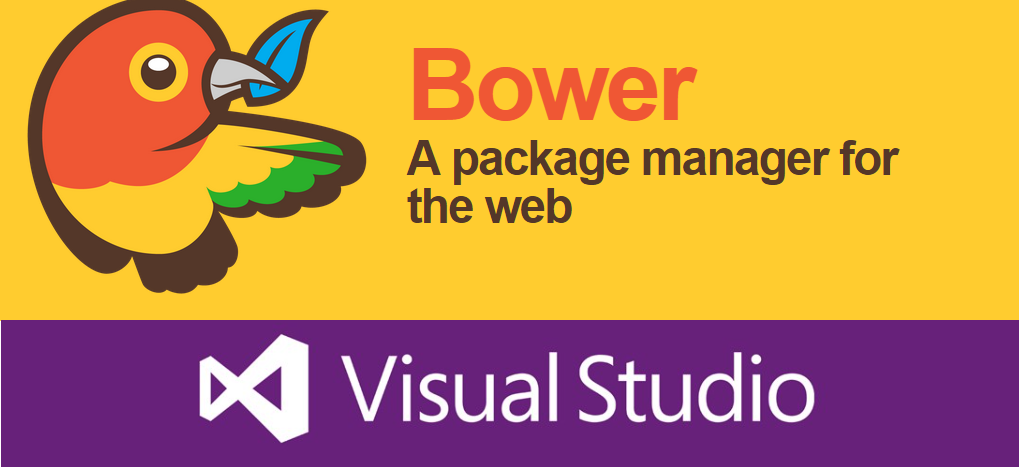 Bower
A package manager for
the web
Visual Studio